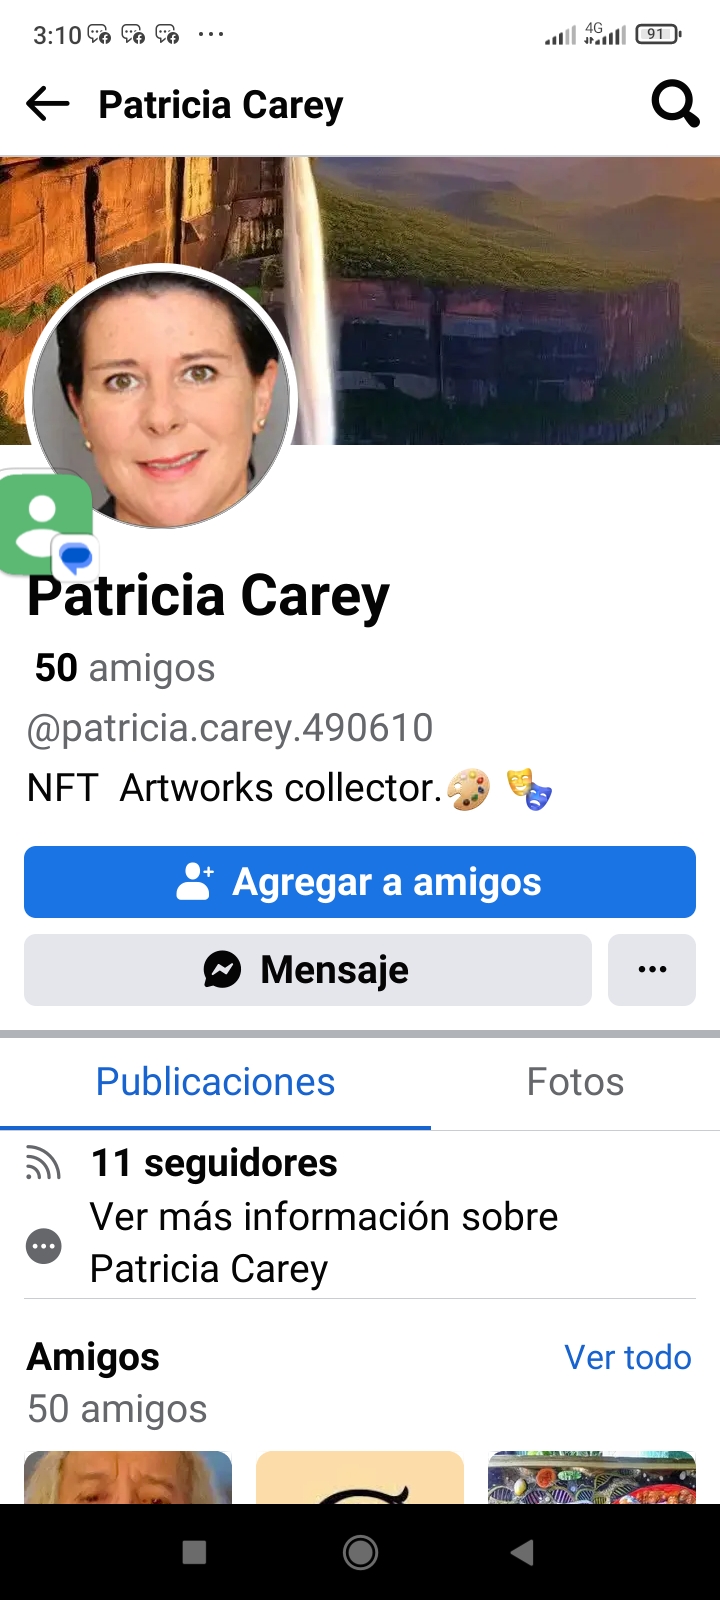 3:10
4G
91
Patricia Carey
Patricia Carey
50 amigos
@patricia.carey.490610
NFT  Artworks collector.🎨 🎭
Agregar a amigos
Mensaje
Publicaciones
Fotos
11 seguidores
Ver más información sobre
Patricia Carey
Amigos
Ver todo
50 amigos